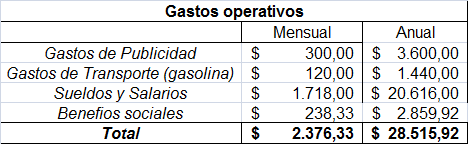 Gastos operativos
Mensual Anual
Gastos de Publicidad $ 300,00 $ 3.600,00
Gastos de Transporte (gasolina) $ 120,00 $ 1.440,00
Sueldos y Salarios $ 1.718,00 $ 20.616,00
Benefios sociales $ 238,33 $ 2.859,92
Total $ 2.376,33 $ 28.515,92